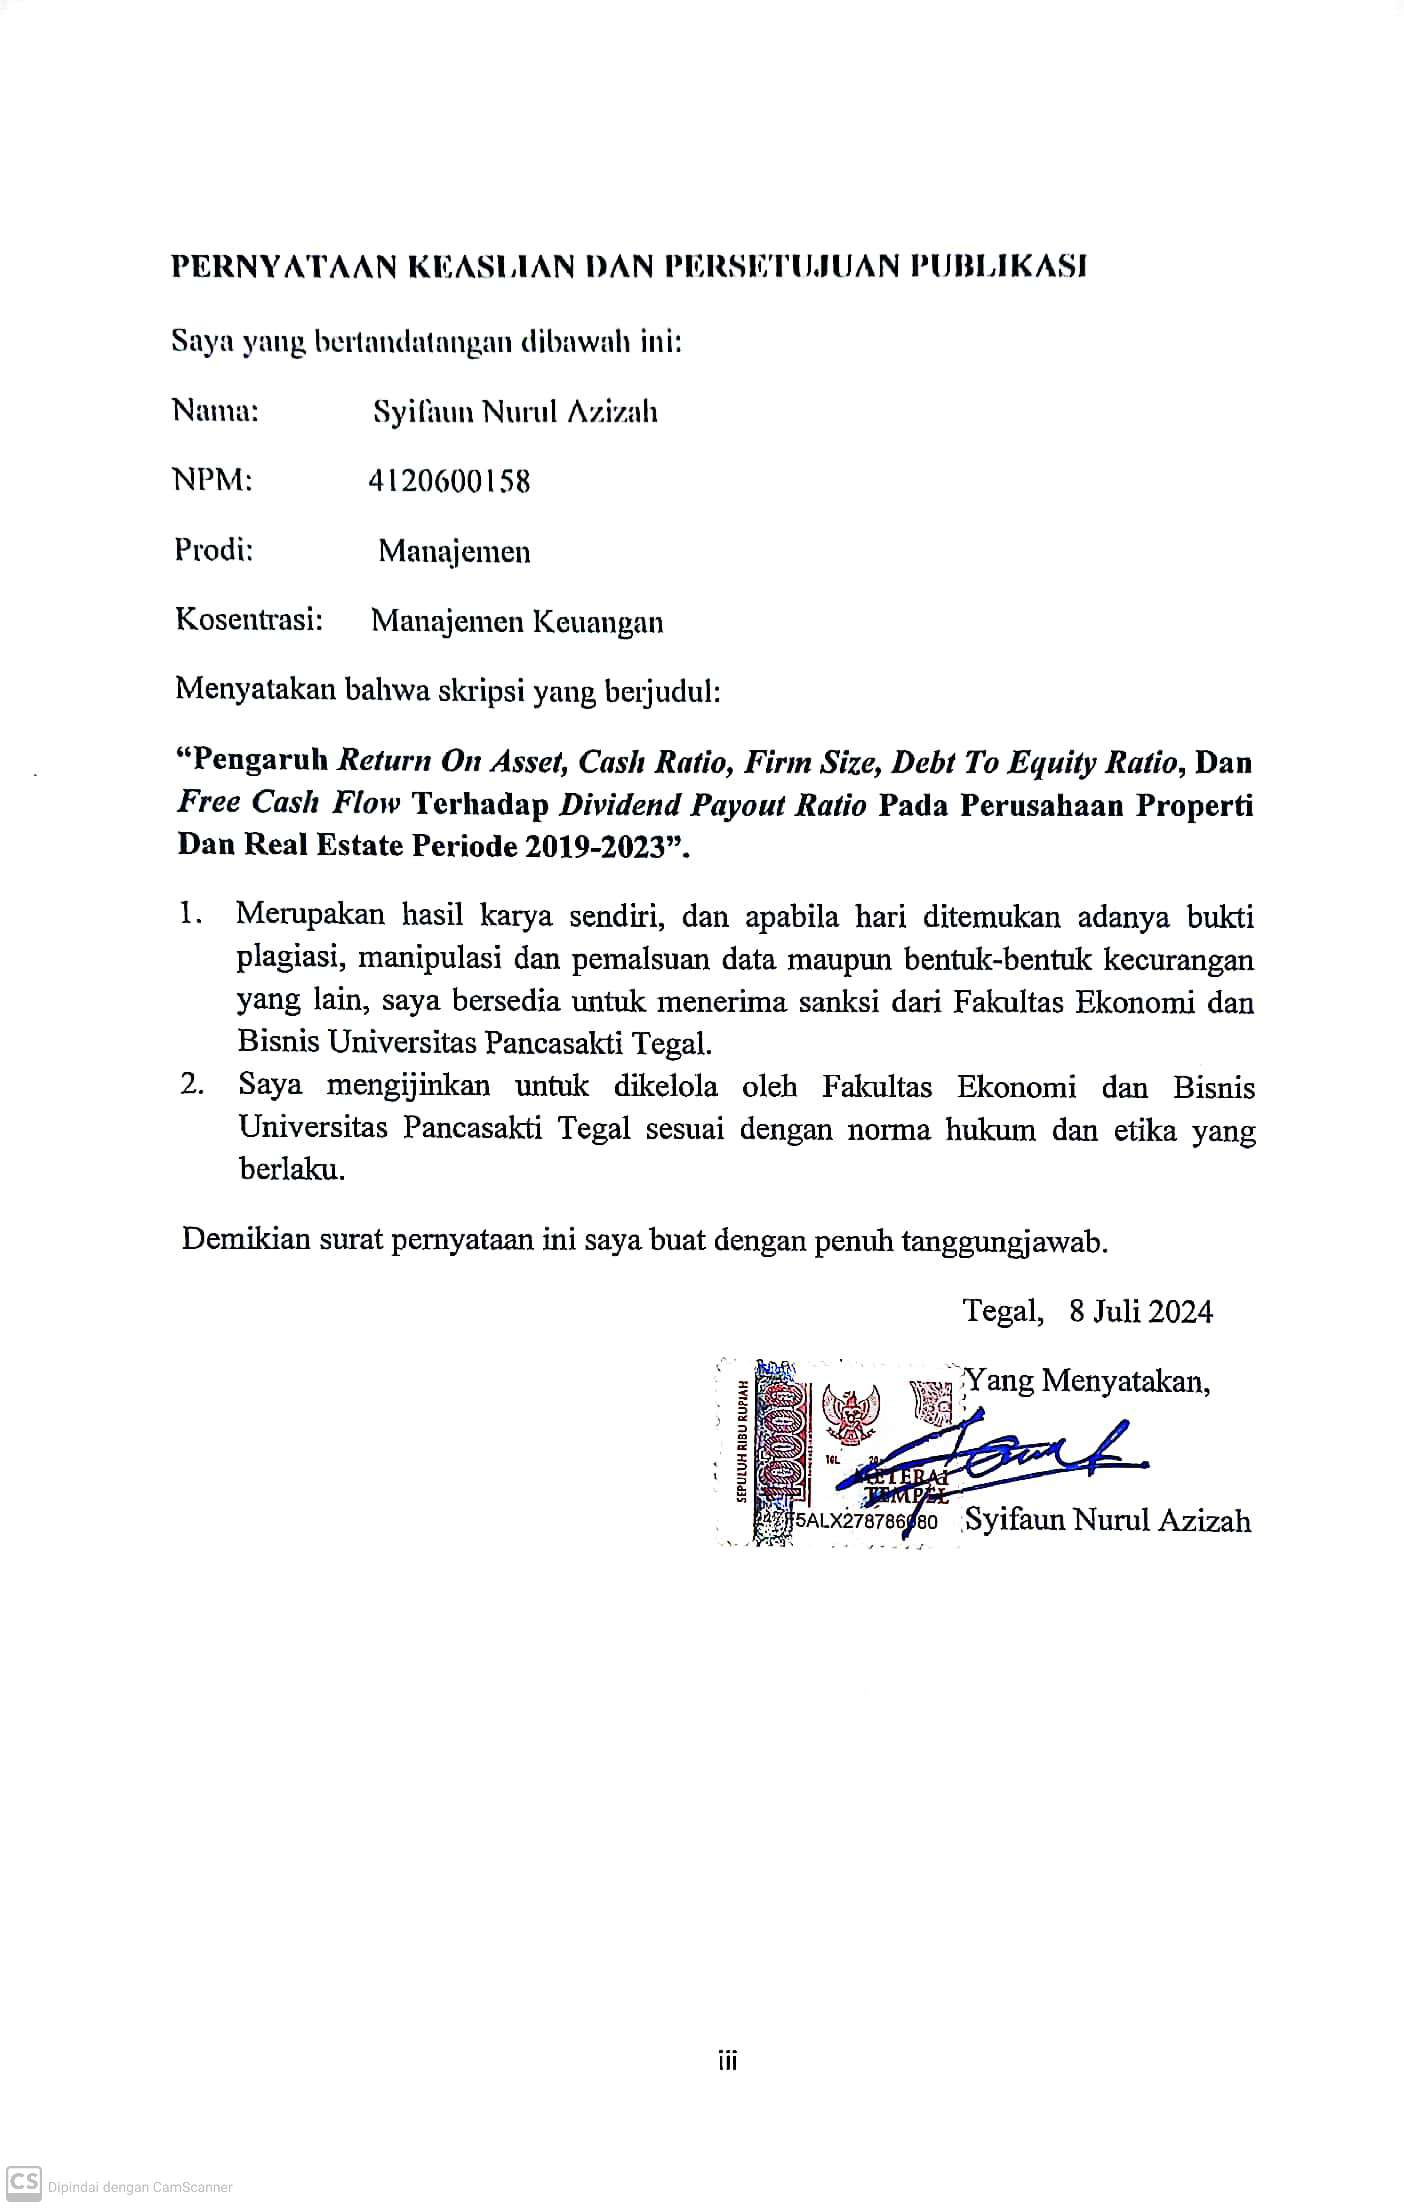 PERNYATAAN KEASLIAN DAN PERSETUJUAN PUBLIKASI
Saya yang bertandatangan dibawah ini:
Nama: Syifaun Nurul Azizah
NPM: 4120600158
Prodi: Manajemen
Kosentrasi: Manajemen Keuangan
Menyatakan bahwa skripsi yang berjudul:
“Pengaruh Return On Asset, Cash Ratio, Firm Size, Debt To Equity Ratio, Dan
Free Cash Flow Terhadap Dividend Payout Ratio Pada Perusahaan Properti
Dan Real Estate Periode 2019-2023”.
1. Merupakan hasil karya sendiri, dan apabila hari ditemukan adanya bukti
plagiasi, manipulasi dan pemalsuan data maupun bentuk-bentuk kecurangan
yang lain, saya bersedia untuk menerima sanksi dari Fakultas Ekonomi dan
Bisnis Universitas Pancasakti Tegal.
2. Saya mengijinkan untuk dikelola oleh Fakultas Ekonomi dan Bisnis
Universitas Pancasakti Tegal sesuai dengan norma hukum dan etika yang
berlaku.
Demikian surat pernyataan ini saya buat dengan penuh tanggungjawab.
Tegal, 8 Juli 2024
Yang Menyatakan,
SEPULUH RIBU RUPIAH
10000
TGL 20
METERAI
TEMPEL
Syifaun Nurul Azizah
iii
CS Dipindai dengan CamScanner